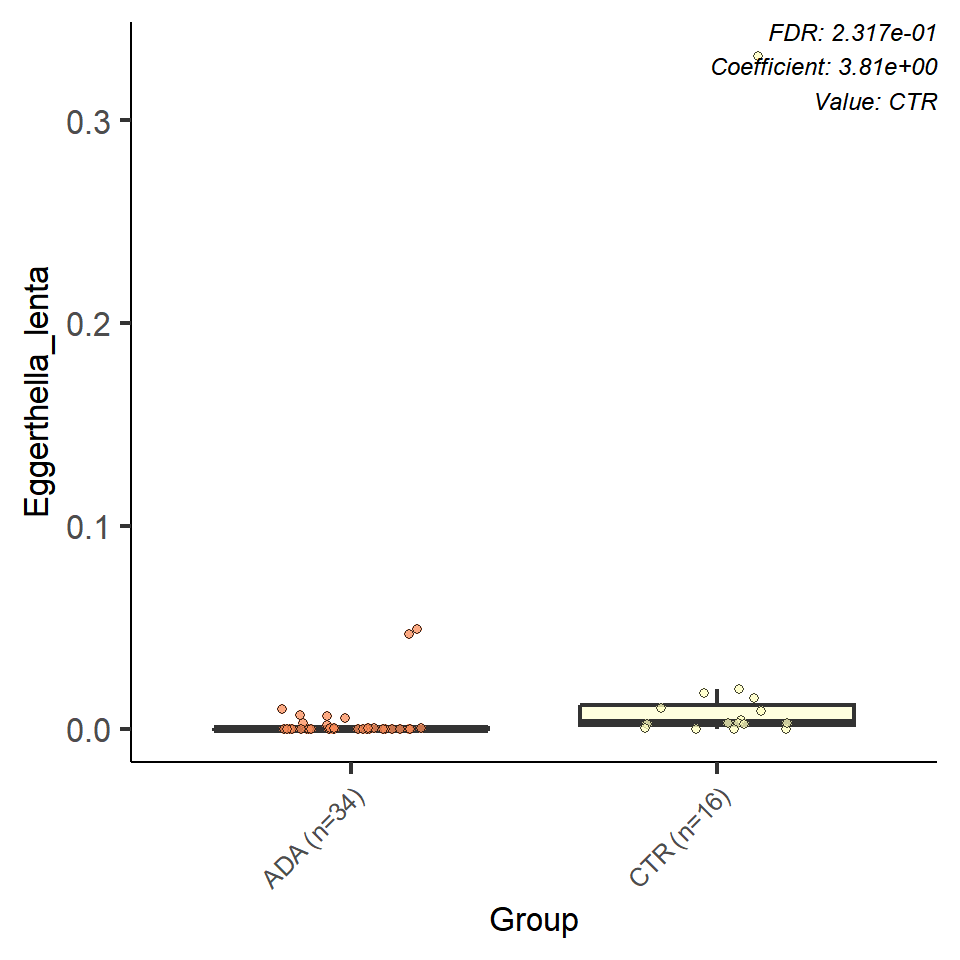 FDR: 2.317e-01
Coefficient: 3.81e+00
Value: CTR
Eggerthella_lenta
0.3
0.2
0.1
0.0
ADA (n=34)
CTR (n=16)
Group